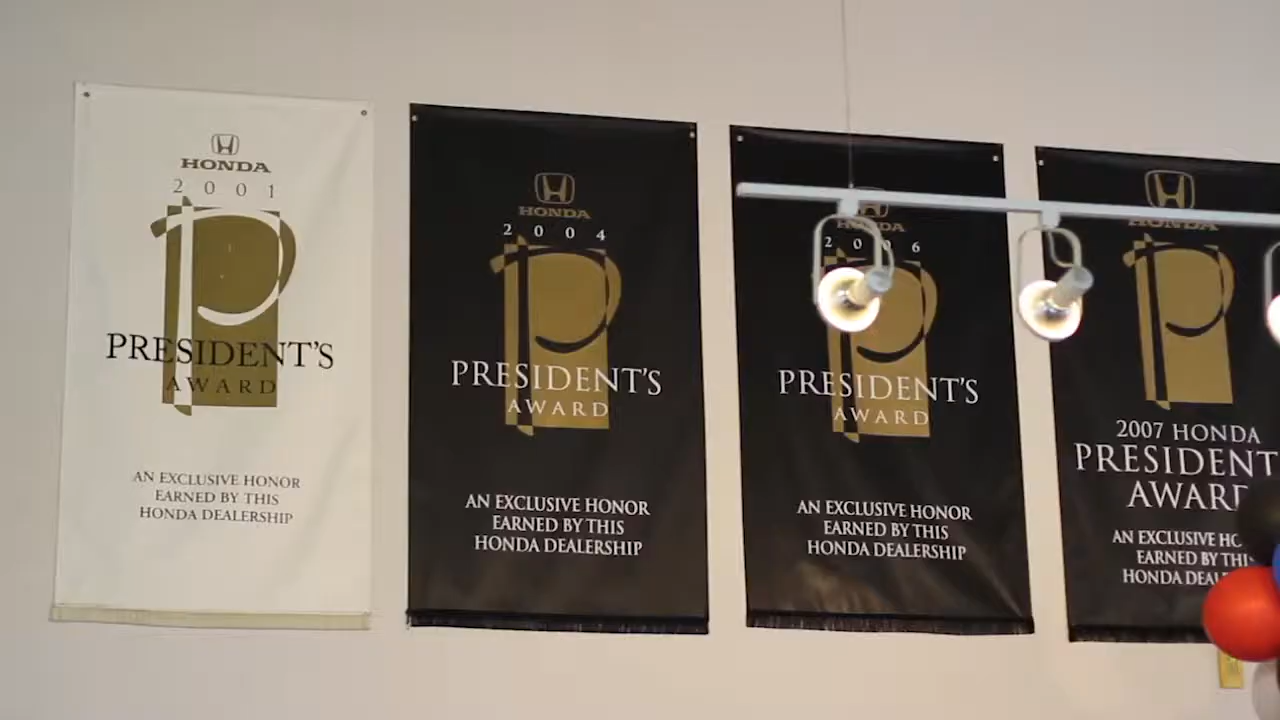 HONDA
2001
PRESIDENT'S
AWARD
AN EXCLUSIVE HONOR
EARNED BY THIS
HONDA DEALERSHIP
HONDA
2004
PRESIDENT'S
AWARD
AN EXCLUSIVE HONOR
EARNED BY THIS
HONDA DEALERSHIP
HONDA
2006
PRESIDENT'S
AWARD
AN EXCLUSIVE HONOR
EARNED BY THIS
HONDA DEALERSHIP
HONDA
2007 HONDA
PRESIDENT
AWARD
AN EXCLUSIVE HO
EARNED BY THIS
HONDA DEAL